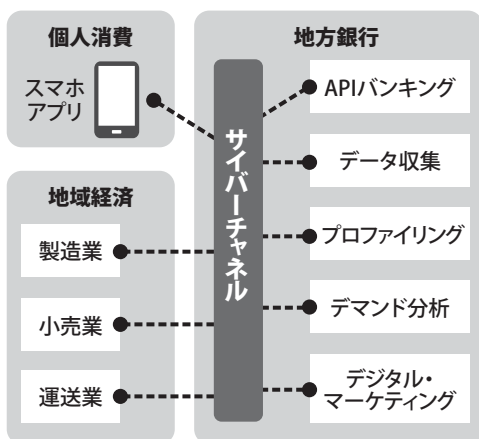 個人消費
スマホ
アプリ
地域経済
製造業
小売業
運送業
サイバーチャネル
地方銀行
APIバンキング
データ収集
プロファイリング
デマンド分析
デジタル・
マーケティング